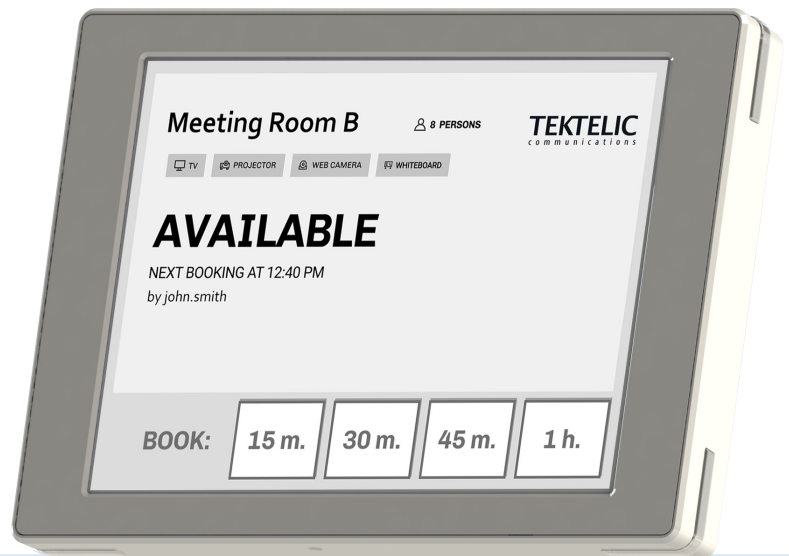 Meeting Room B
8 PERSONS
TEKTELIC
communications
TV
PROJECTOR
WEB CAMERA
WHITEBOARD
AVAILABLE
NEXT BOOKING AT 12:40 PM
by john.smith
BOOK:
15 m.
30 m.
45 m.
1 h.